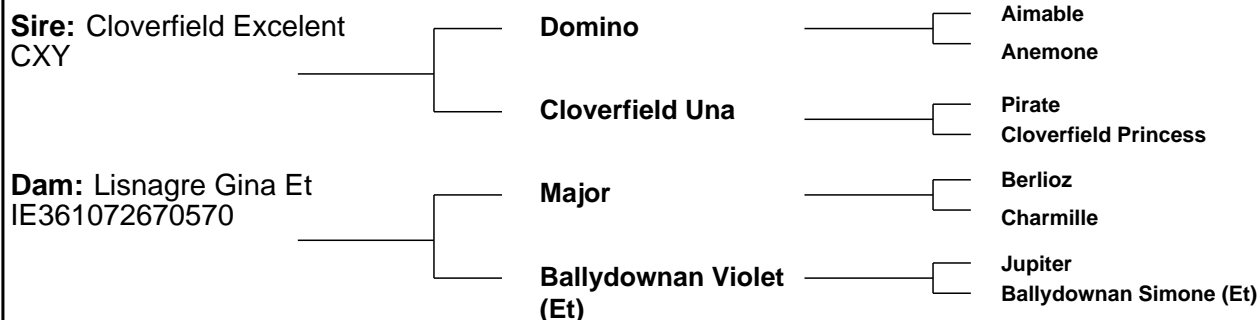 Sire: Cloverfield Excelent
CXY
Domino
Aimable
Anemone
Cloverfield Una
Pirate
Cloverfield Princess
Dam: Lisnagre Gina Et
IE361072670570
Major
Berlioz
Charmille
Ballydownan Violet
(Et)
Jupiter
Ballydownan Simone (Et)